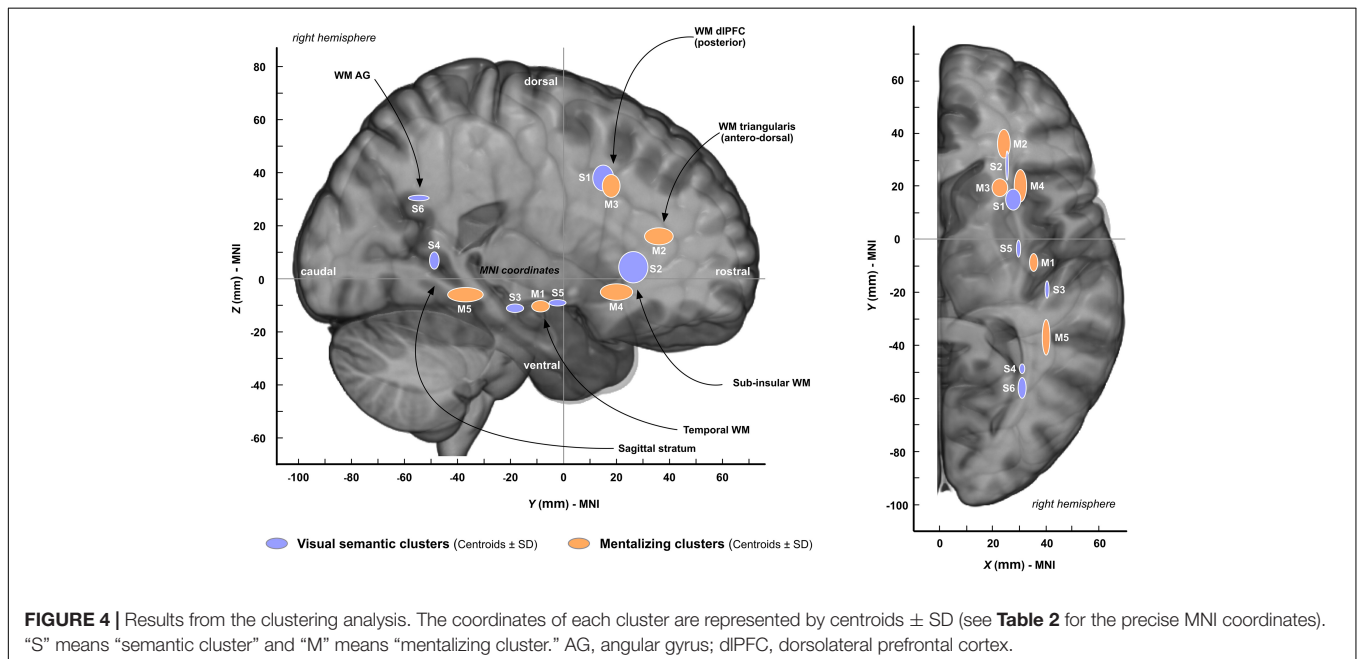 right hemisphere
WM dlPFC
(posterior)
WM AG
dorsal
WM triangularis
(antero-dorsal)
80
60
40
20
0
-20
-40
-60
Z (mm) - MNI
S1
M3
S6
M2
S4
S2
caudal
MNI coordinates
rostral
M5
S3
M1
S5
M4
ventral
Sub-insular WM
Temporal WM
Sagittal stratum
-100 -80 -60 -40 -20 0 20 40 60
Y (mm) - MNI
60
40
20
0
-20
-40
-60
-80
-100
Y (mm) - MNI
M2
S2
M3
M4
S1
S5
M1
S3
M5
S4
S6
right hemisphere
0 20 40 60
X (mm) - MNI
Visual semantic clusters (Centroids ± SD) Mentalizing clusters (Centroids ± SD)
FIGURE 4 | Results from the clustering analysis. The coordinates of each cluster are represented by centroids ± SD (see Table 2 for the precise MNI coordinates).
“S” means “semantic cluster” and “M” means “mentalizing cluster.” AG, angular gyrus; dlPFC, dorsolateral prefrontal cortex.